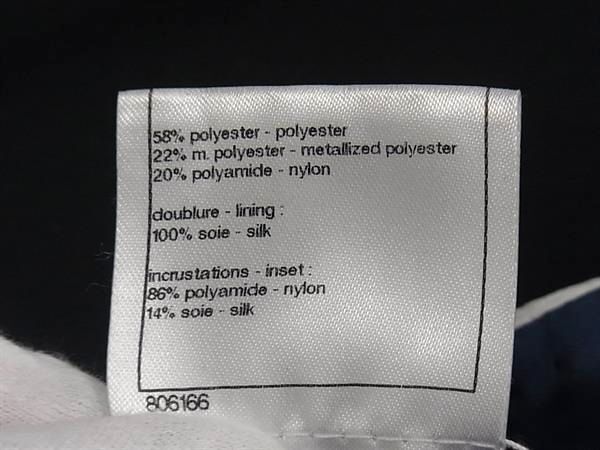 58% polyester - polyester
22% m. polyester - metallized polyester
20% polyamide - nylon
doublure - lining :
100% soie - silk
incrustations - inset :
86% polyamide - nylon
14% soie - silk
806166